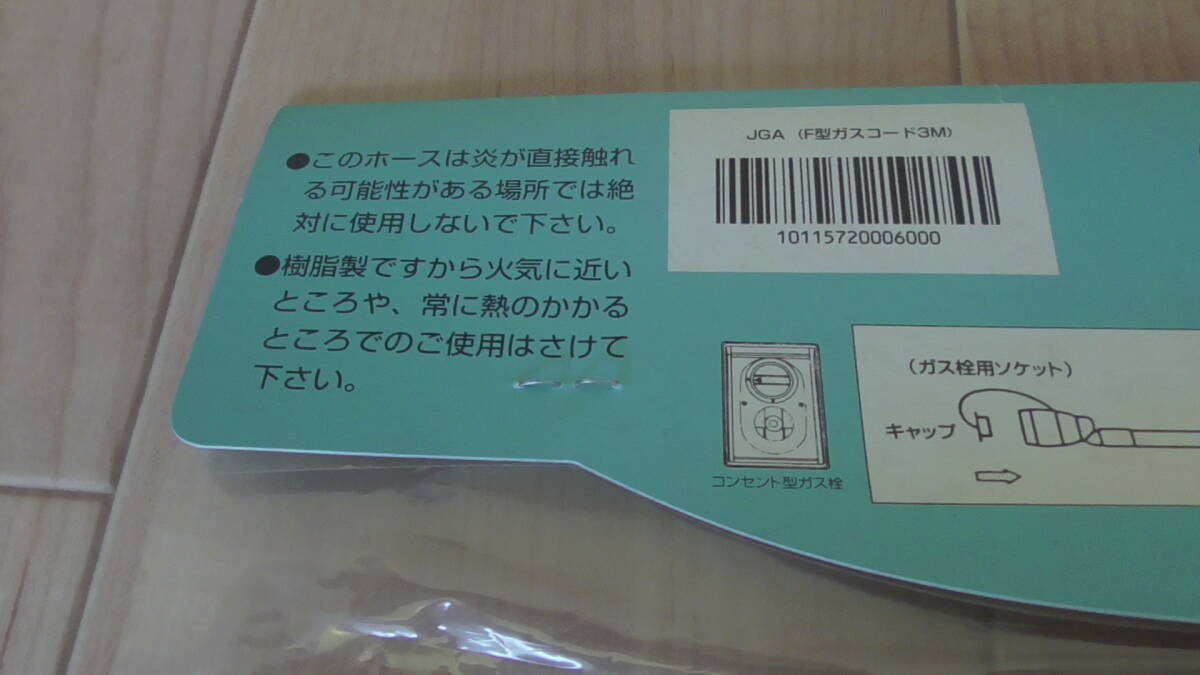 ●このホースは炎が直接触れ
る可能性がある場所では絶
対に使用しないで下さい。
●樹脂製ですから火気に近い
ところや、常に熱のかかる
ところでのご使用はさけて
下さい。
JGA（F型ガスコード3M）
10115720006000
コンセント型ガス栓
（ガス栓用ソケット）
キャップ